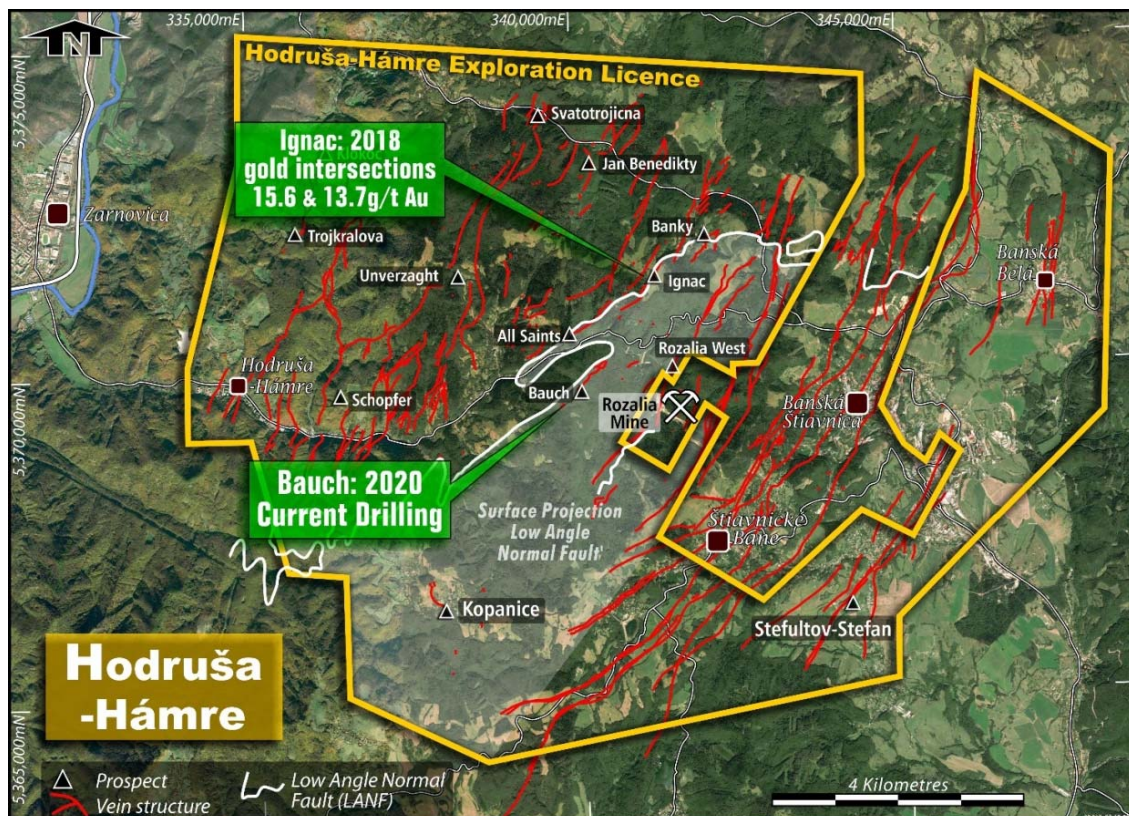 335,000mE
340,000mE
345,000mE
N
5,375,000mN
5,370,000mN
5,365,000mN
Hodruša-Hámre Exploration Licence
Svatotrojicna
Ignac: 2018
gold intersections
15.6 & 13.7g/t Au
Klokoc
Jan Benedikty
Žarnovica
Trojkralova
Banky
Unverzaght
Ignac
Banská
Belá
All Saints
Rozalia West
Hodruša
-Hámre
Schopfer
Bauch
Rozalia
Mine
Banská
Štiavnica
Bauch: 2020
Current Drilling
Surface Projection
Low Angle
Normal Fault
Štiavnické
Bane
Kopanice
Stefultov-Stefan
Hodruša
-Hámre
Prospect
Vein structure
Low Angle Normal
Fault (LANF)
4 Kilometres